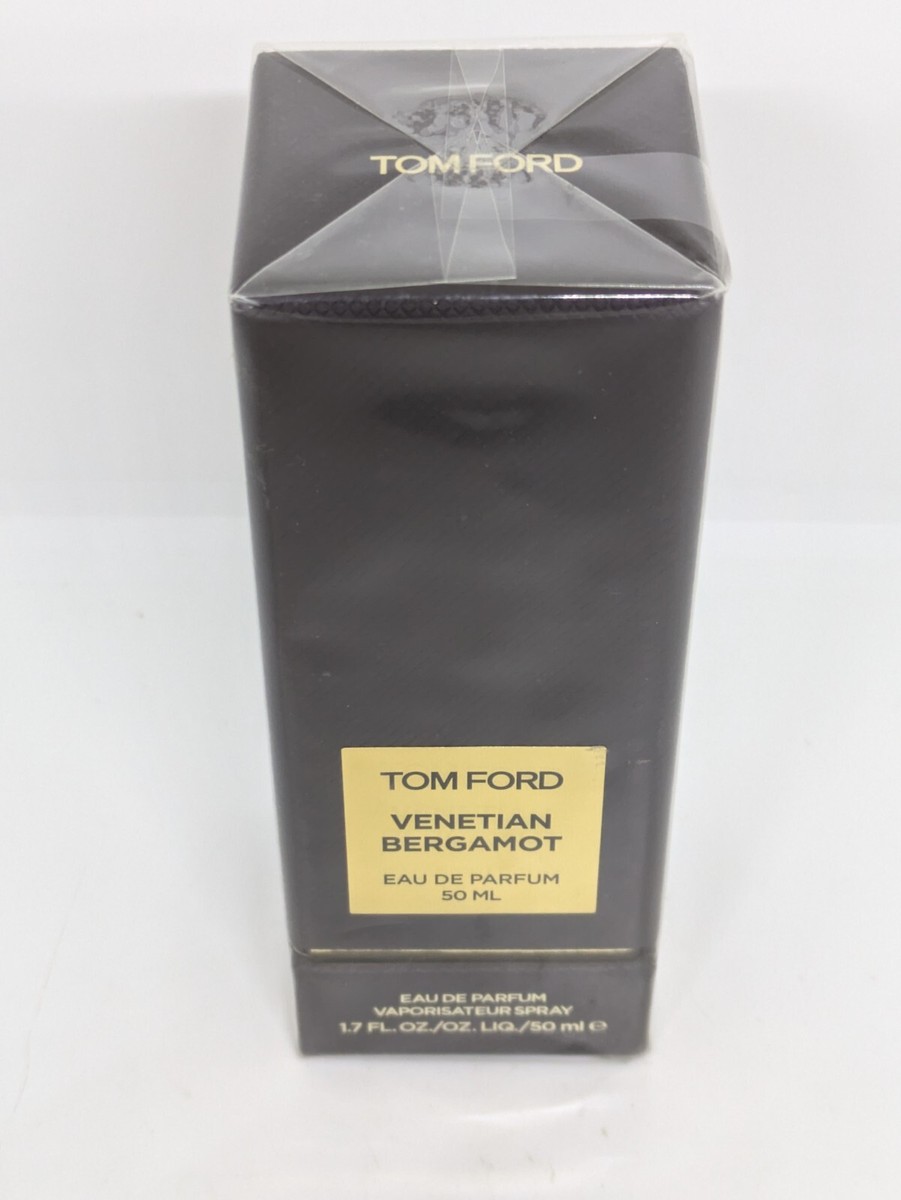 TOM FORD
TOM FORD
VENETIAN
BERGAMOT
EAU DE PARFUM
50 ML
EAU DE PARFUM
VAPORISATEUR SPRAY
1.7 FL. OZ./OZ. LIQ./50 ml ℮